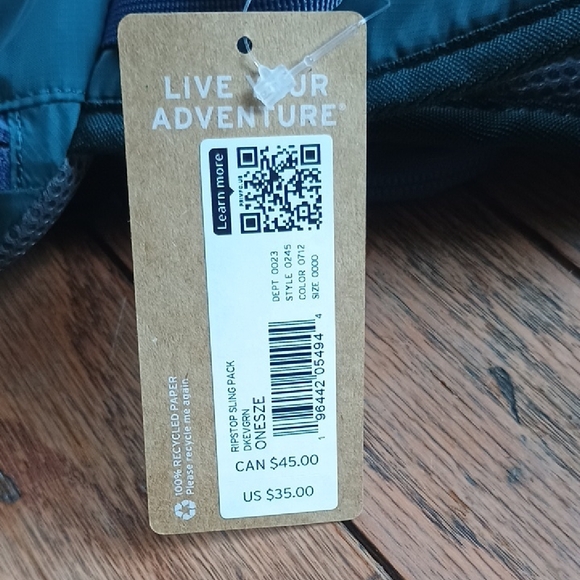 LIVE YOUR
ADVENTURE®
Learn more
DEPT 0023
STYLE 0245
COLOR 0712
SIZE 0000
RIPSTOP SLING PACK
DKEVGRN
ONESZE
1 96442 05494 4
CAN $45.00
US $35.00
100% RECYCLED PAPER
Please recycle me again.